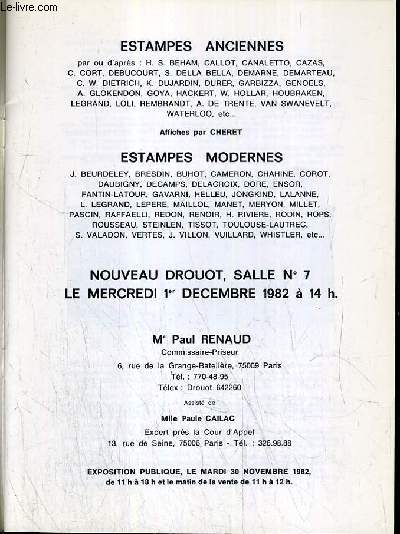 le-livre
ESTAMPES ANCIENNES
par ou d'après : H. S. BEHAM, CALLOT, CANALETTO, CAZAS,
C. CORT, DEBUCOURT, S. DELLA BELLA, DEMARNE, DEMARTEAU,
C. W. DIETRICH, K. DUJARDIN, DURER, GARBIZZA, GENOELS,
A. GLOKENDON, GOYA, HACKERT, W. HOLLAR, HOUBRAKEN,
LEGRAND, LOLI, REMBRANDT, A. DE TRENTE, VAN SWANEVELT,
WATERLOO, etc...
Affiches par CHERET
ESTAMPES MODERNES
J. BEURDELEY, BRESDIN, BUHOT, CAMERON, CHAHINE, COROT,
DAUBIGNY, DECAMPS, DELACROIX, DORE, ENSOR,
FANTIN-LATOUR, GAVARNI, HELLEU, JONGKIND, LALANNE,
L. LEGRAND, LEPERE, MAILLOL, MANET, MERYON, MILLET,
PASCIN, RAFFAELLI, REDON, RENOIR, H. RIVIERE, RODIN, ROPS,
ROUSSEAU, STEINLEN, TISSOT, TOULOUSE-LAUTREC,
S. VALADON, VERTES, J. VILLON, VUILLARD, WHISTLER, etc...
NOUVEAU DROUOT, SALLE N° 7
LE MERCREDI 1er DECEMBRE 1982 à 14 h.
Me Paul RENAUD
Commissaire-Priseur
6, rue de la Grange-Batelière, 75009 Paris
Tél. : 770-48-95
Télex : Drouot 642260
Assisté de
Mlle Paule CAILAC
Expert près la Cour d'Appel
13, rue de Seine, 75006 Paris - Tél. : 326.98.88
EXPOSITION PUBLIQUE, LE MARDI 30 NOVEMBRE 1982,
de 11 h à 18 h et le matin de la vente de 11 h à 12 h.